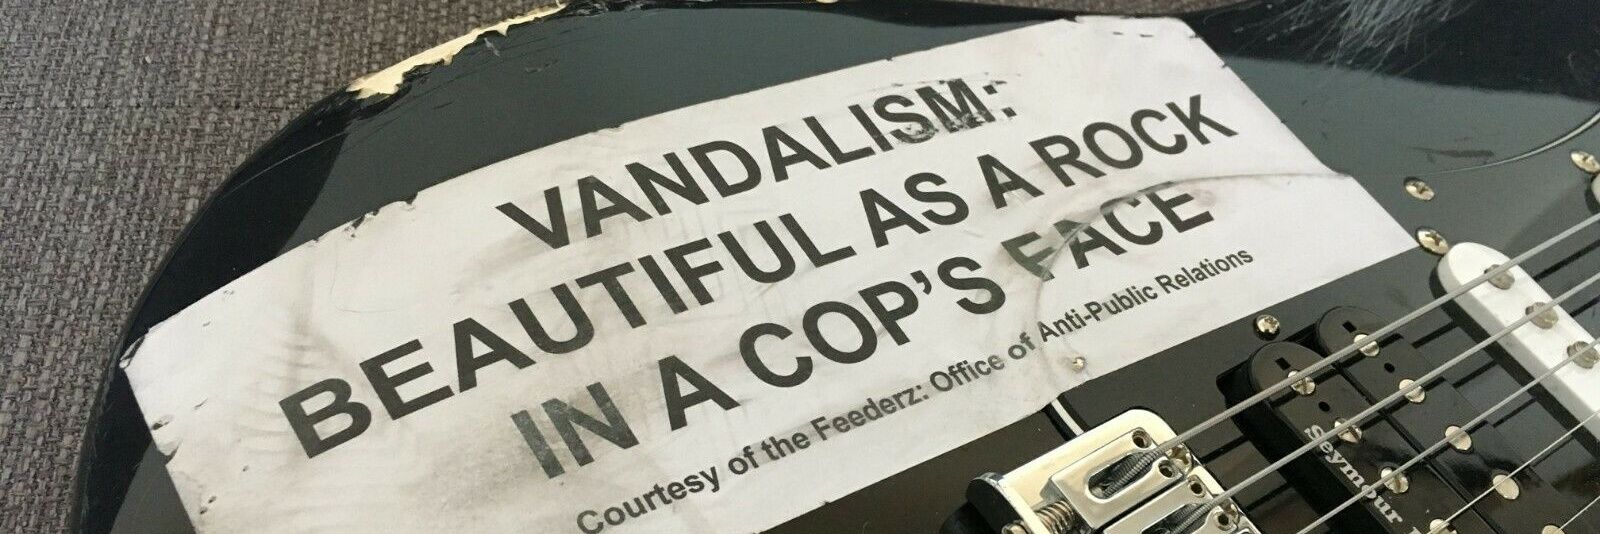 VANDALISM:
BEAUTIFUL AS A ROCK
IN A COP'S FACE
Courtesy of the Feederz: Office of Anti-Public Relations
Seymour